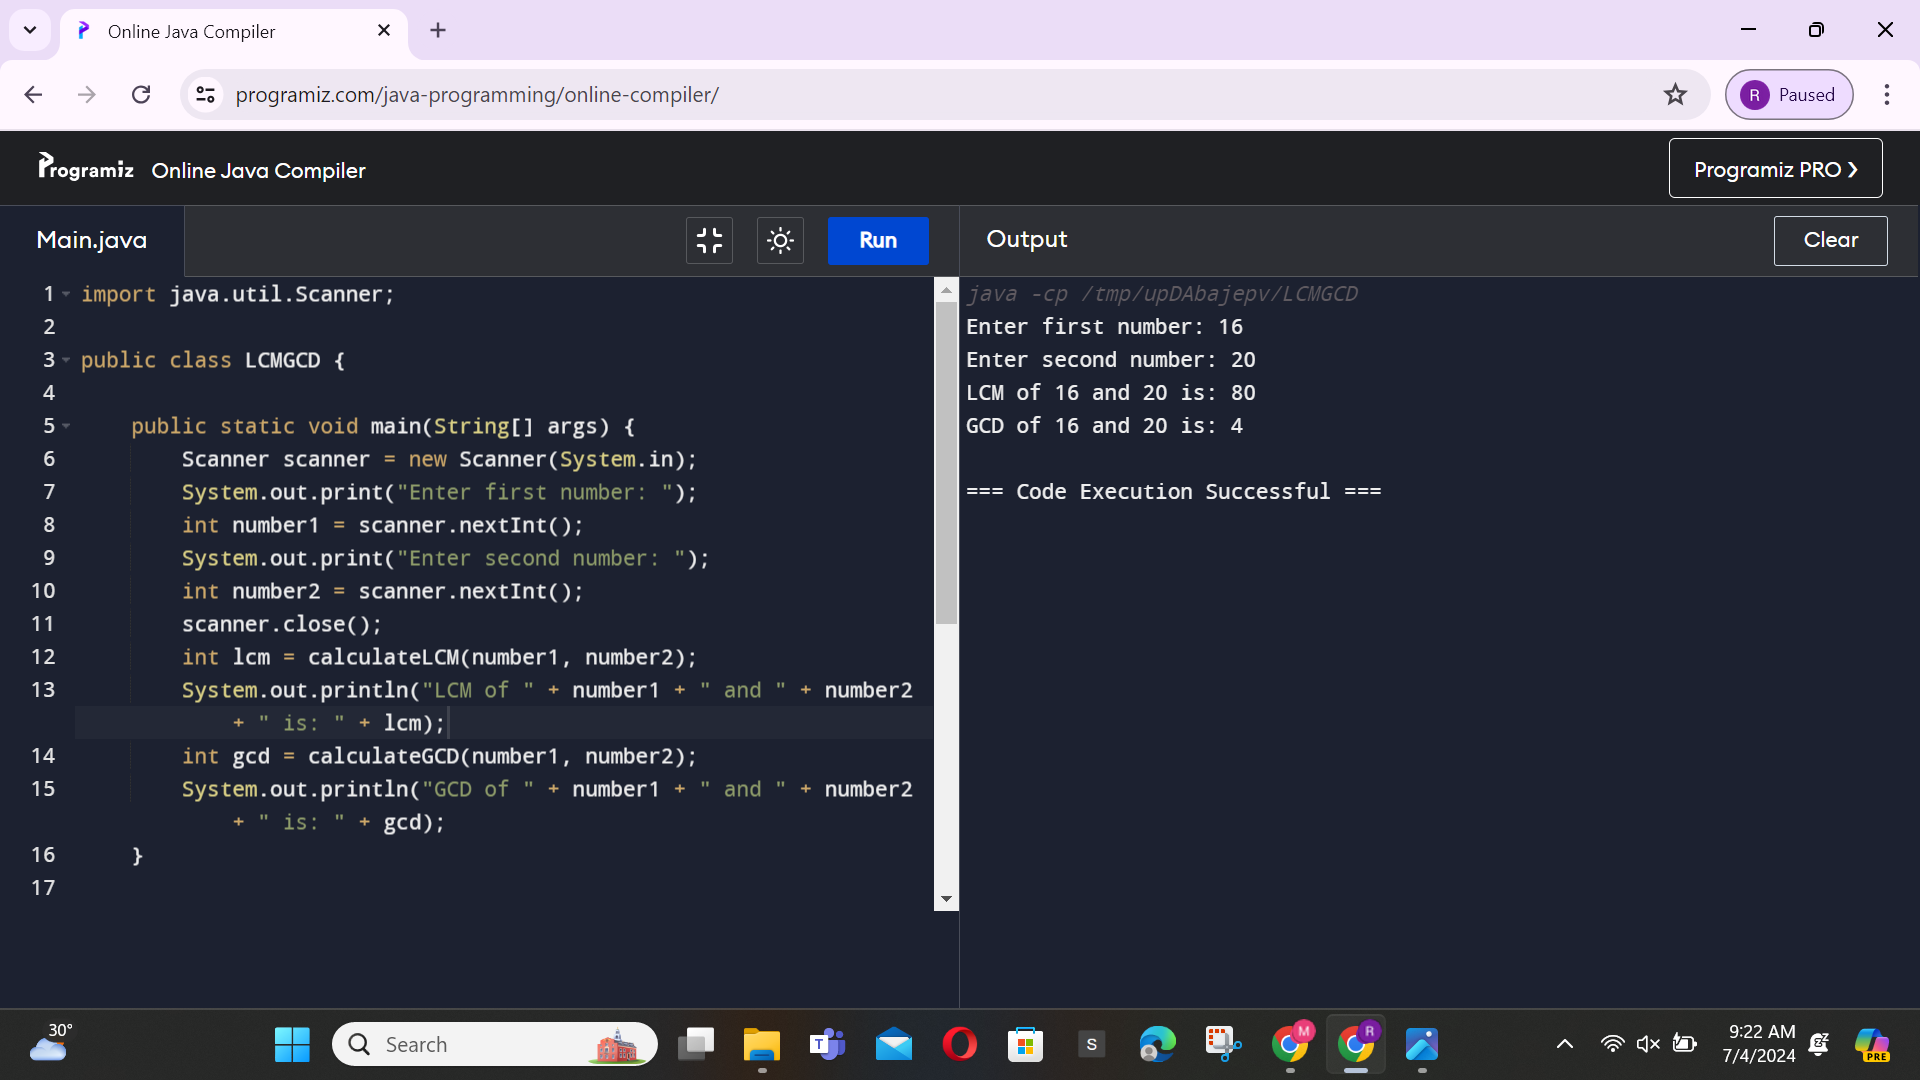 Online Java Compiler
programiz.com/java-programming/online-compiler/
R Paused
Programiz Online Java Compiler
Programiz PRO ❯
Main.java
Run
Output
Clear
1 import java.util.Scanner;
2
3 public class LCMGCD {
4
5 public static void main(String[] args) {
6 Scanner scanner = new Scanner(System.in);
7 System.out.print("Enter first number: ");
8 int number1 = scanner.nextInt();
9 System.out.print("Enter second number: ");
10 int number2 = scanner.nextInt();
11 scanner.close();
12 int lcm = calculateLCM(number1, number2);
13 System.out.println("LCM of " + number1 + " and " + number2
+ " is: " + lcm);
14 int gcd = calculateGCD(number1, number2);
15 System.out.println("GCD of " + number1 + " and " + number2
+ " is: " + gcd);
16 }
17
java -cp /tmp/upDAbajepv/LCMGCD
Enter first number: 16
Enter second number: 20
LCM of 16 and 20 is: 80
GCD of 16 and 20 is: 4
=== Code Execution Successful ===
30°
Search
T
S
M
R
9:22 AM
7/4/2024
PRE